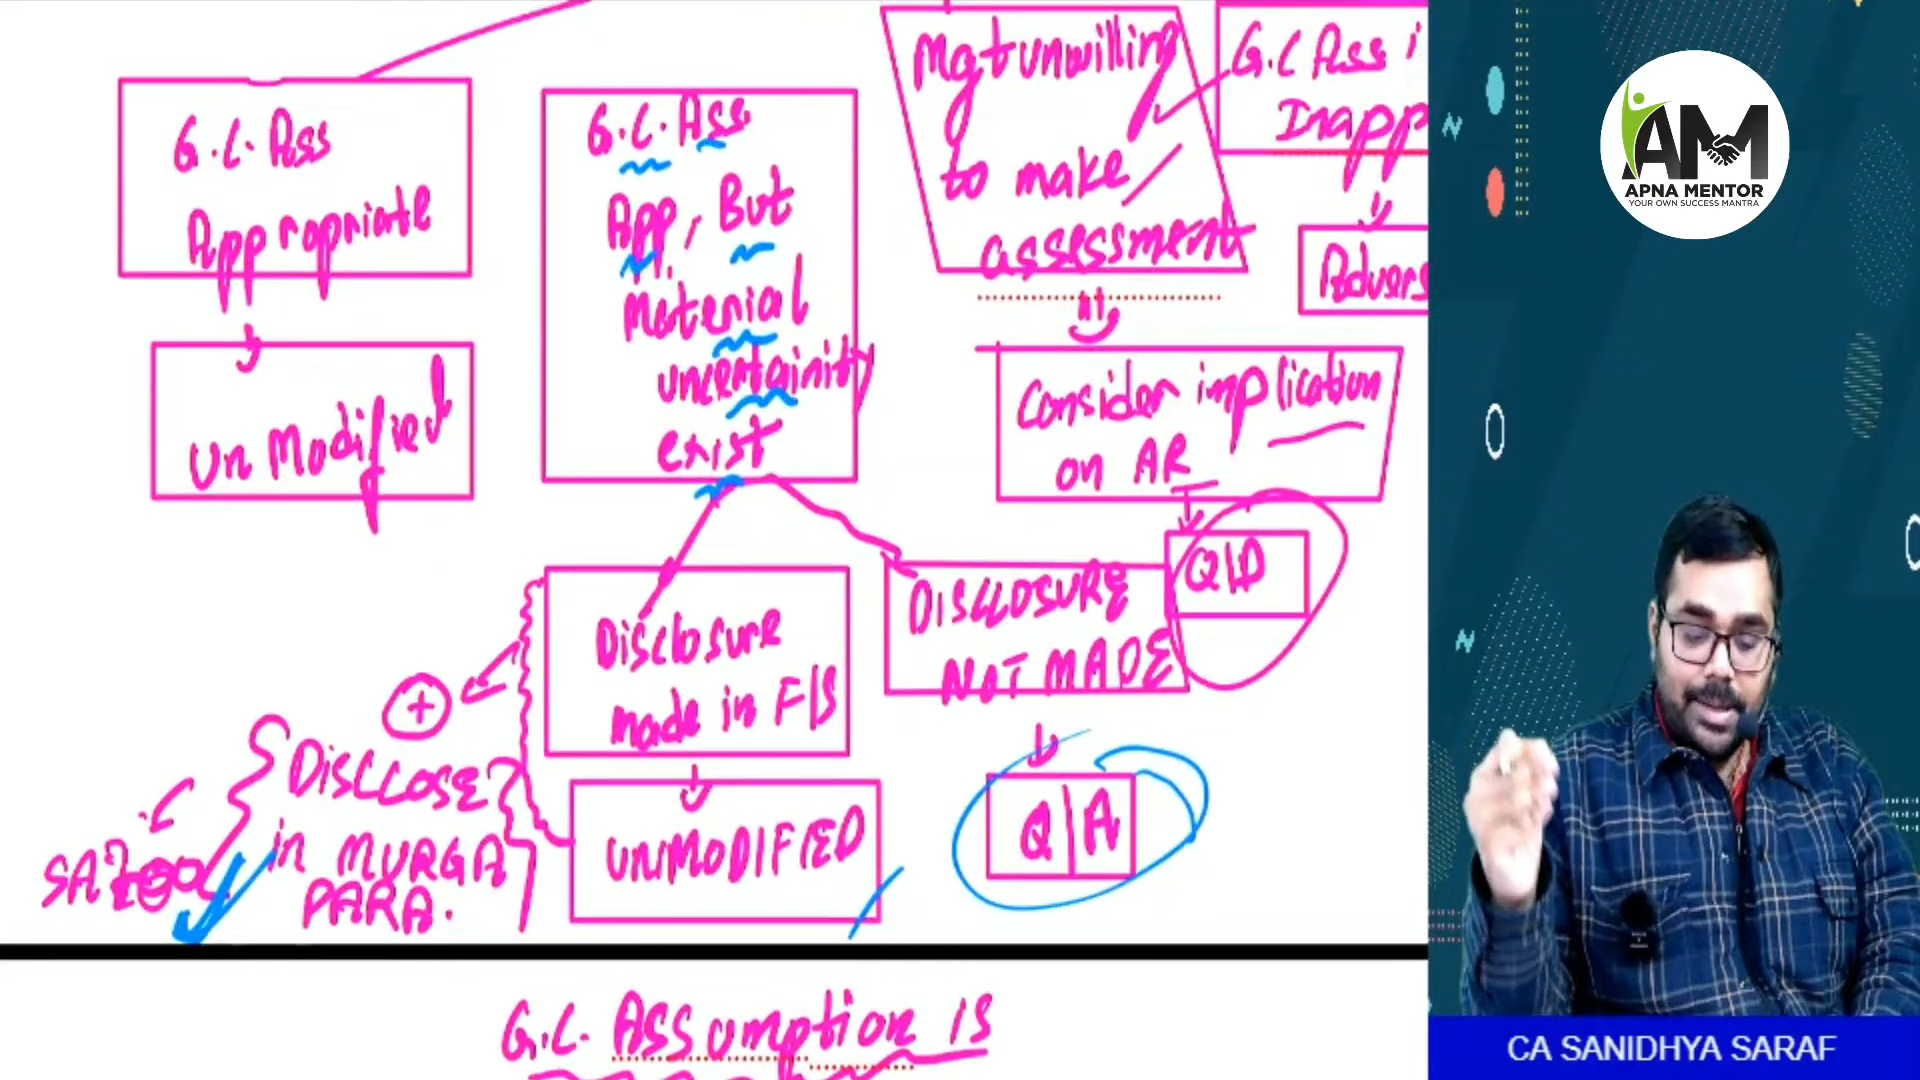 G.C. Ass
Appropriate
Un Modified
G.C. Ass
App, But
Material
uncertainity
exist
Mgt unwilling
to make
assessment
G.C Ass i
Inapp
Advers
Consider implication
on AR
Q|D
Disclosure
made in F/S
DISCLOSURE
NOT MADE
+
DISCLOSE
in MURGA
PARA.
UNMODIFIED
Q|A
G.C. Assumption is
AM
APNA MENTOR
YOUR OWN SUCCESS MANTRA
CA SANIDHYA SARAF